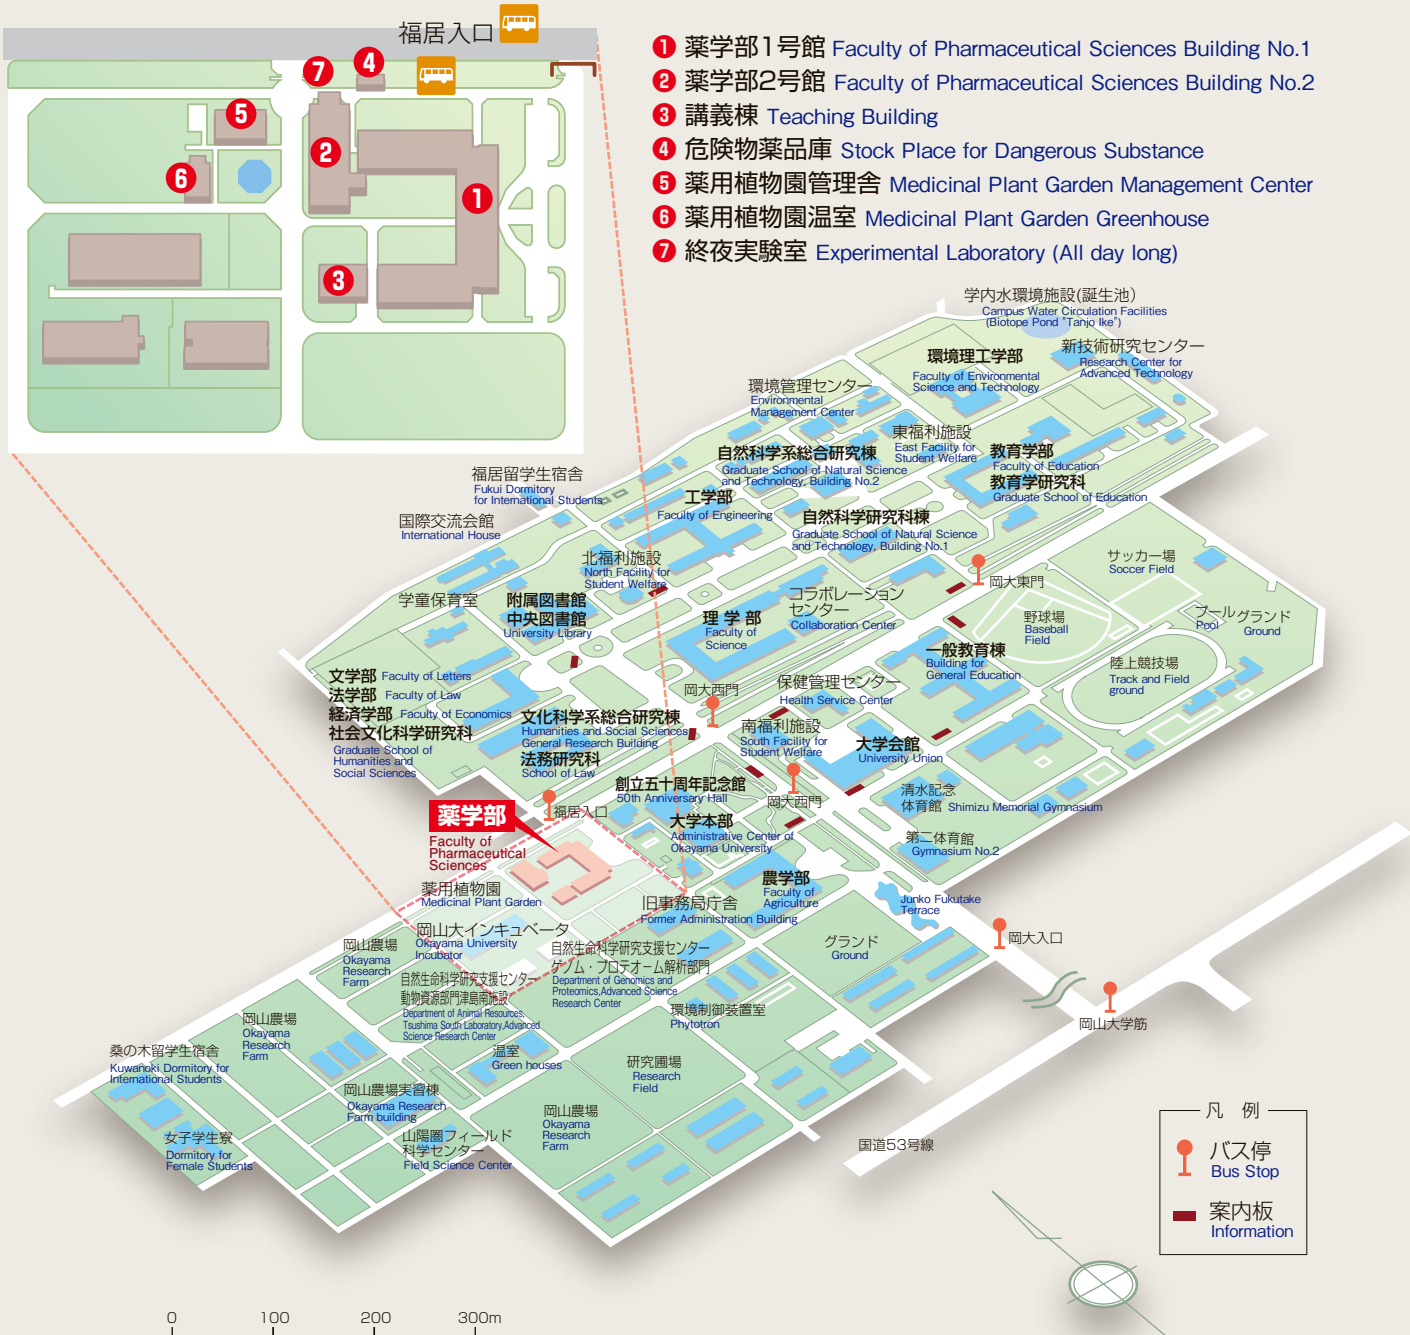 福居入口
❶ 薬学部1号館 Faculty of Pharmaceutical Sciences Building No.1
❷ 薬学部2号館 Faculty of Pharmaceutical Sciences Building No.2
❸ 講義棟 Teaching Building
❹ 危険物薬品庫 Stock Place for Dangerous Substance
❺ 薬用植物園管理舎 Medicinal Plant Garden Management Center
❻ 薬用植物園温室 Medicinal Plant Garden Greenhouse
❼ 終夜実験室 Experimental Laboratory (All day long)
7
4
5
2
6
1
3
学内水環境施設(誕生池)
Campus Water Circulation Facilities
(Biotope Pond "Tanjo Ike")
新技術研究センター
Research Center for
Advanced Technology
環境理工学部
Faculty of Environmental
Science and Technology
環境管理センター
Environmental
Management Center
東福利施設
East Facility for
Student Welfare
教育学部
Faculty of Education
教育学研究科
Graduate School of Education
自然科学系総合研究棟
Graduate School of Natural Science
and Technology, Building No.2
福居留学生宿舎
Fukui Dormitory
for International Students
工学部
Faculty of Engineering
自然科学研究科棟
Graduate School of Natural Science
and Technology, Building No.1
国際交流会館
International House
北福利施設
North Facility for
Student Welfare
サッカー場
Soccer Field
岡大東門
学童保育室
附属図書館
中央図書館
University Library
コラボレーション
センター
Collaboration Center
理学部
Faculty of
Science
野球場
Baseball
Field
プール
Pool
グランド
Ground
一般教育棟
Building for
General Education
陸上競技場
Track and Field
ground
文学部 Faculty of Letters
法学部 Faculty of Law
経済学部 Faculty of Economics
社会文化科学研究科
Graduate School of
Humanities and
Social Sciences
岡大西門
保健管理センター
Health Service Center
文化科学系総合研究棟
Humanities and Social Sciences
General Research Building
法務研究科
School of Law
南福利施設
South Facility for
Student Welfare
大学会館
University Union
創立五十周年記念館
50th Anniversary Hall
岡大西門
清水記念
体育館 Shimizu Memorial Gymnasium
福居入口
薬学部
Faculty of
Pharmaceutical
Sciences
大学本部
Administrative Center of
Okayama University
第二体育館
Gymnasium No.2
薬用植物園
Medicinal Plant Garden
農学部
Faculty of
Agriculture
旧事務局庁舎
Former Administration Building
Junko Fukutake
Terrace
岡山大インキュベータ
Okayama University
Incubator
岡山農場
Okayama
Research
Farm
自然生命科学研究支援センター
ゲノム・プロテオーム解析部門
Department of Genomics and
Proteomics,Advanced Science
Research Center
グランド
Ground
岡大入口
自然生命科学研究支援センター
動物資源部門津島南施設
Department of Animal Resources,
Tsushima South Laboratory,Advanced
Science Research Center
環境制御装置室
Phytotron
岡山大学筋
岡山農場
Okayama
Research
Farm
桑の木留学生宿舎
Kuwanoki Dormitory for
International Students
温室
Green houses
研究圃場
Research
Field
岡山農場実習棟
Okayama Research
Farm building
岡山農場
Okayama
Research
Farm
女子学生寮
Dormitory for
Female Students
山陽圏フィールド
科学センター
Field Science Center
国道53号線
凡 例
バス停
Bus Stop
案内板
Information
0 100 200 300m